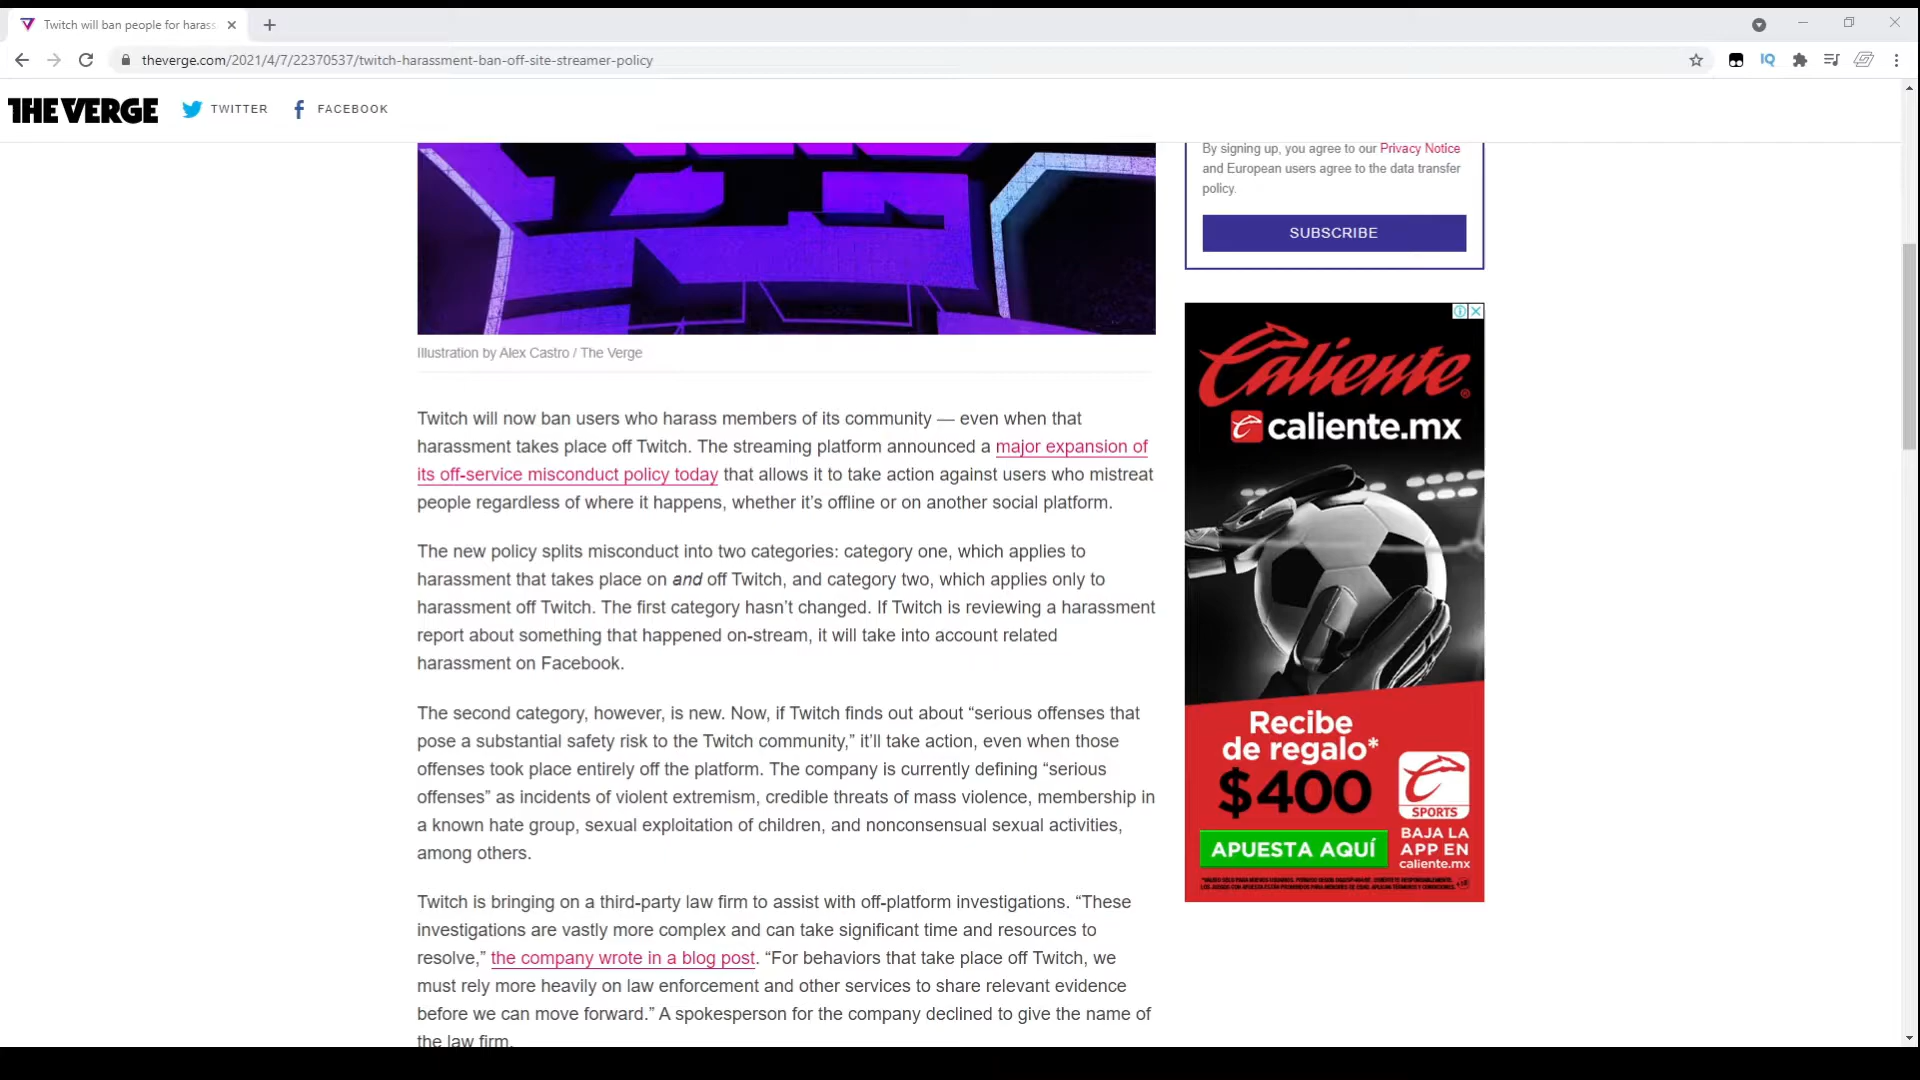 Twitch will ban people for harass
theverge.com/2021/4/7/22370537/twitch-harassment-ban-off-site-streamer-policy
IQ
THE VERGE
TWITTER
FACEBOOK
By signing up, you agree to our Privacy Notice
and European users agree to the data transfer
policy.
SUBSCRIBE
Illustration by Alex Castro / The Verge
Twitch will now ban users who harass members of its community — even when that
harassment takes place off Twitch. The streaming platform announced a major expansion of
its off-service misconduct policy today that allows it to take action against users who mistreat
people regardless of where it happens, whether it’s offline or on another social platform.
The new policy splits misconduct into two categories: category one, which applies to
harassment that takes place on and off Twitch, and category two, which applies only to
harassment off Twitch. The first category hasn’t changed. If Twitch is reviewing a harassment
report about something that happened on-stream, it will take into account related
harassment on Facebook.
The second category, however, is new. Now, if Twitch finds out about “serious offenses that
pose a substantial safety risk to the Twitch community,” it’ll take action, even when those
offenses took place entirely off the platform. The company is currently defining “serious
offenses” as incidents of violent extremism, credible threats of mass violence, membership in
a known hate group, sexual exploitation of children, and nonconsensual sexual activities,
among others.
Twitch is bringing on a third-party law firm to assist with off-platform investigations. “These
investigations are vastly more complex and can take significant time and resources to
resolve,” the company wrote in a blog post. “For behaviors that take place off Twitch, we
must rely more heavily on law enforcement and other services to share relevant evidence
before we can move forward.” A spokesperson for the company declined to give the name of
the law firm.
Caliente
caliente.mx
Recibe
de regalo*
$400
SPORTS
APUESTA AQUÍ
BAJA LA
APP EN
caliente.mx